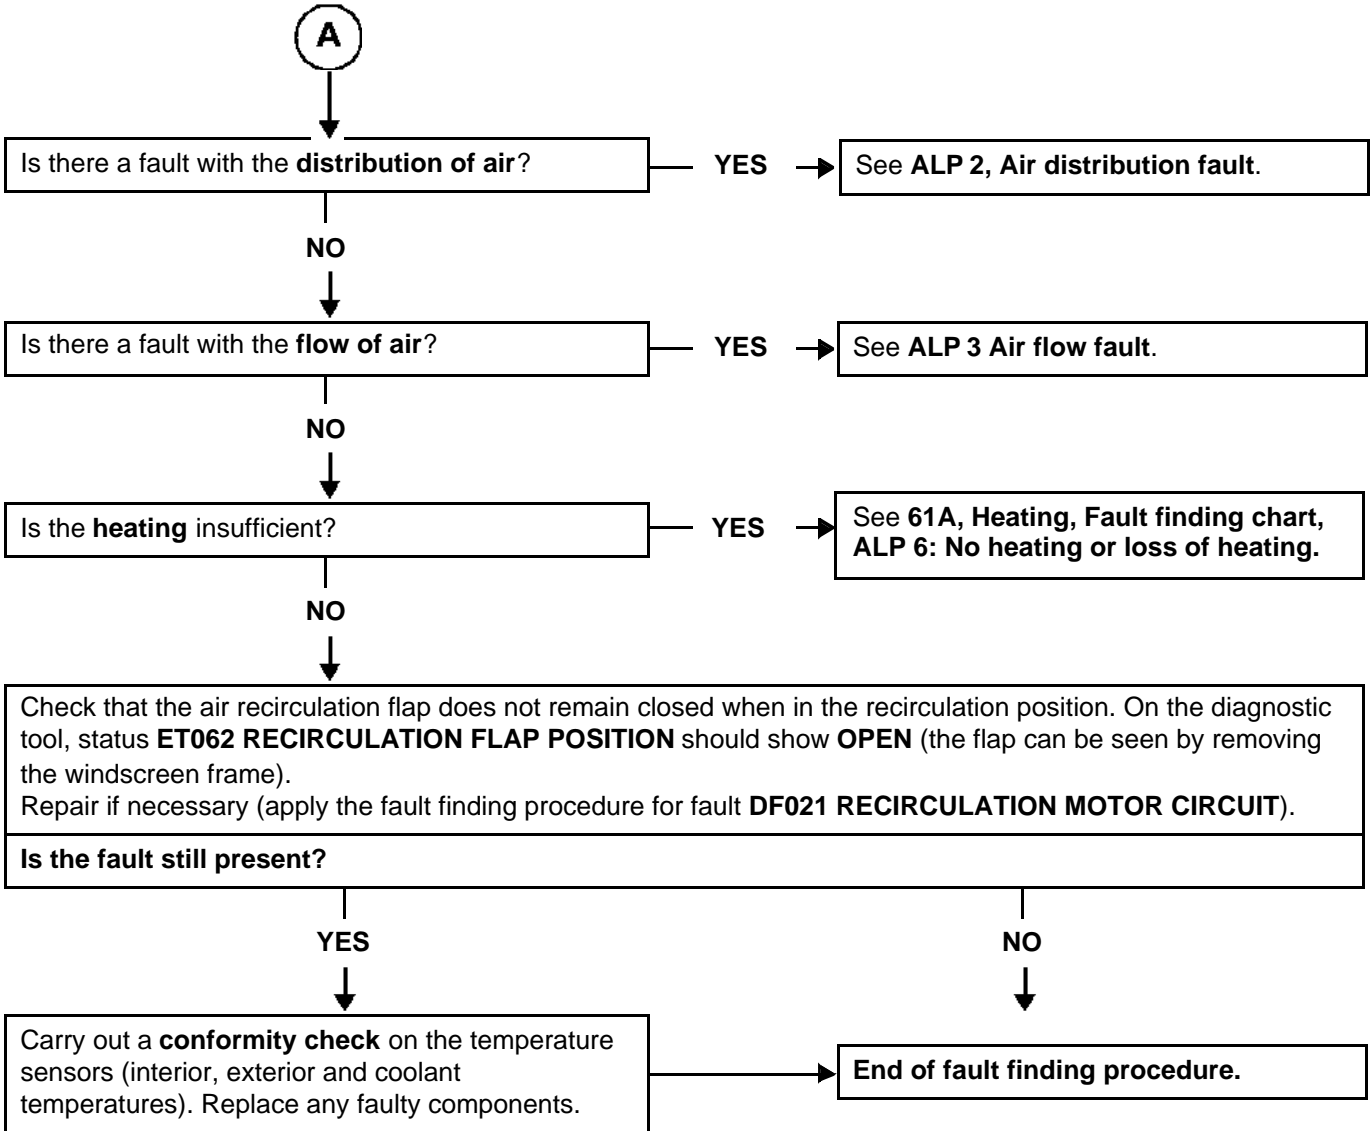 A
Is there a fault with the distribution of air?
YES
See ALP 2, Air distribution fault.
NO
Is there a fault with the flow of air?
YES
See ALP 3 Air flow fault.
NO
Is the heating insufficient?
YES
See 61A, Heating, Fault finding chart,
ALP 6: No heating or loss of heating.
NO
Check that the air recirculation flap does not remain closed when in the recirculation position. On the diagnostic
tool, status ET062 RECIRCULATION FLAP POSITION should show OPEN (the flap can be seen by removing
the windscreen frame).
Repair if necessary (apply the fault finding procedure for fault DF021 RECIRCULATION MOTOR CIRCUIT).
Is the fault still present?
YES
NO
Carry out a conformity check on the temperature
sensors (interior, exterior and coolant
temperatures). Replace any faulty components.
End of fault finding procedure.